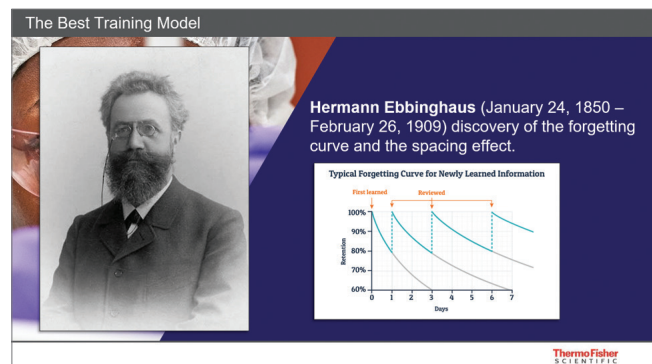 The Best Training Model
Hermann Ebbinghaus (January 24, 1850 –
February 26, 1909) discovery of the forgetting
curve and the spacing effect.
Typical Forgetting Curve for Newly Learned Information
First learned
Reviewed
100%
90%
80%
70%
60%
Retention
0 1 2 3 4 5 6 7
Days
ThermoFisher
SCIENTIFIC